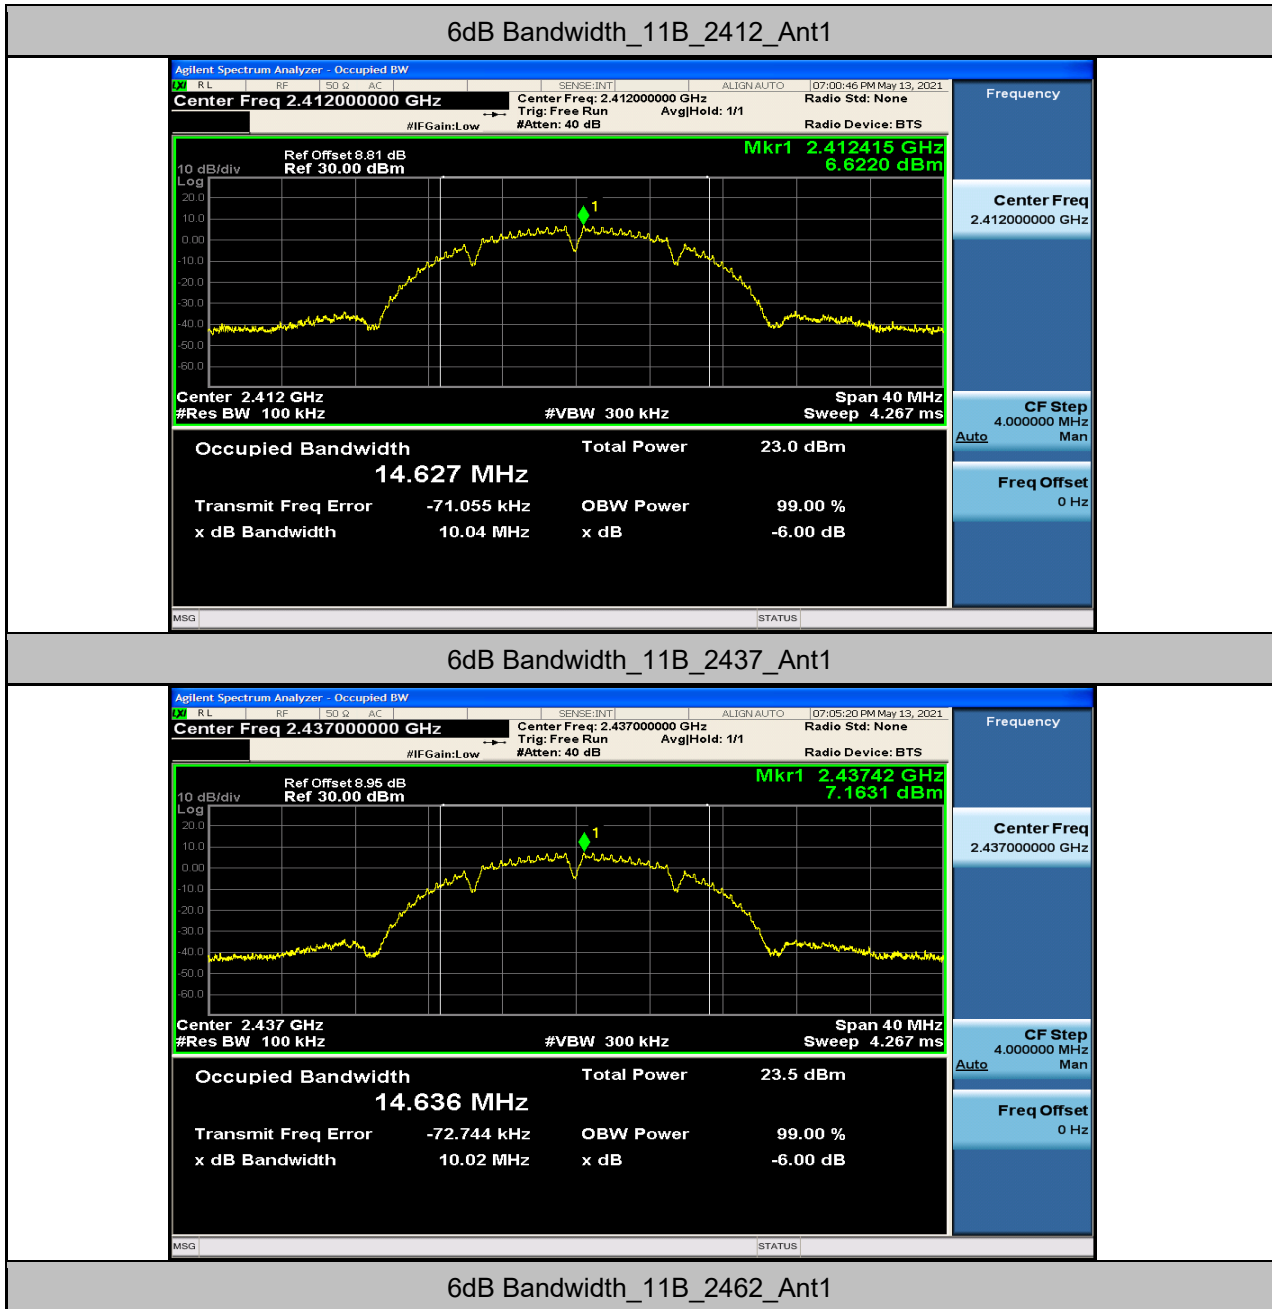 6dB Bandwidth_11B_2412_Ant1
Agilent Spectrum Analyzer - Occupied BW
LXI RL RF 50 Ω AC SENSE:INT ALIGN AUTO 07:00:46 PM May 13, 2021
Center Freq 2.412000000 GHz Center Freq: 2.412000000 GHz Radio Std: None Frequency
Trig: Free Run Avg|Hold: 1/1
#IFGain:Low #Atten: 40 dB Radio Device: BTS
Mkr1 2.412415 GHz
Ref Offset 8.81 dB 6.6220 dBm
10 dB/div Ref 30.00 dBm
Log
20.0
10.0
0.00
-10.0
-20.0
-30.0
-40.0
-50.0
-60.0
1
Center Freq
2.412000000 GHz
Center 2.412 GHz Span 40 MHz
#Res BW 100 kHz #VBW 300 kHz Sweep 4.267 ms
CF Step
4.000000 MHz
Auto Man
Occupied Bandwidth Total Power 23.0 dBm
14.627 MHz
Transmit Freq Error -71.055 kHz OBW Power 99.00 %
x dB Bandwidth 10.04 MHz x dB -6.00 dB
Freq Offset
0 Hz
MSG STATUS
6dB Bandwidth_11B_2437_Ant1
Agilent Spectrum Analyzer - Occupied BW
LXI RL RF 50 Ω AC SENSE:INT ALIGN AUTO 07:05:20 PM May 13, 2021
Center Freq 2.437000000 GHz Center Freq: 2.437000000 GHz Radio Std: None Frequency
Trig: Free Run Avg|Hold: 1/1
#IFGain:Low #Atten: 40 dB Radio Device: BTS
Mkr1 2.43742 GHz
Ref Offset 8.95 dB 7.1631 dBm
10 dB/div Ref 30.00 dBm
Log
20.0
10.0
0.00
-10.0
-20.0
-30.0
-40.0
-50.0
-60.0
1
Center Freq
2.437000000 GHz
Center 2.437 GHz Span 40 MHz
#Res BW 100 kHz #VBW 300 kHz Sweep 4.267 ms
CF Step
4.000000 MHz
Auto Man
Occupied Bandwidth Total Power 23.5 dBm
14.636 MHz
Transmit Freq Error -72.744 kHz OBW Power 99.00 %
x dB Bandwidth 10.02 MHz x dB -6.00 dB
Freq Offset
0 Hz
MSG STATUS
6dB Bandwidth_11B_2462_Ant1